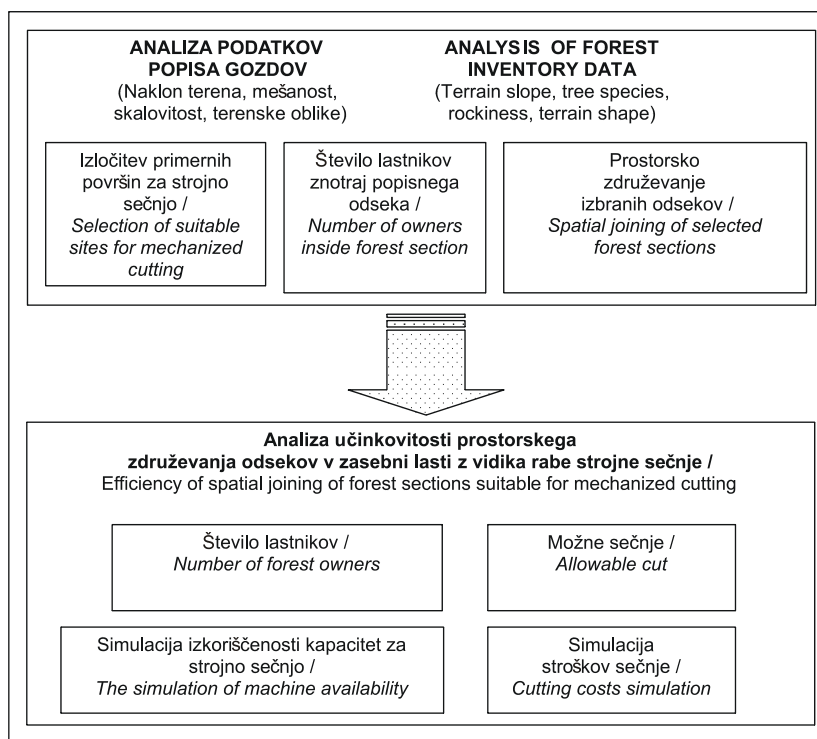 ANALIZA PODATKOV
POPISA GOZDOV
(Naklon terena, mešanost,
skalovitost, terenske oblike)
ANALYSIS OF FOREST
INVENTORY DATA
(Terrain slope, tree species,
rockiness, terrain shape)
Izločitev primernih
površin za strojno
sečnjo /
Selection of suitable
sites for mechanized
cutting
Število lastnikov
znotraj popisnega
odseka /
Number of owners
inside forest section
Prostorsko
združevanje
izbranih odsekov /
Spatial joining of selected
forest sections
Analiza učinkovitosti prostorskega
združevanja odsekov v zasebni lasti z vidika rabe strojne sečnje /
Efficiency of spatial joining of forest sections suitable for mechanized cutting
Število lastnikov /
Number of forest owners
Možne sečnje /
Allowable cut
Simulacija izkoriščenosti kapacitet za
strojno sečnjo /
The simulation of machine availability
Simulacija
stroškov sečnje /
Cutting costs simulation